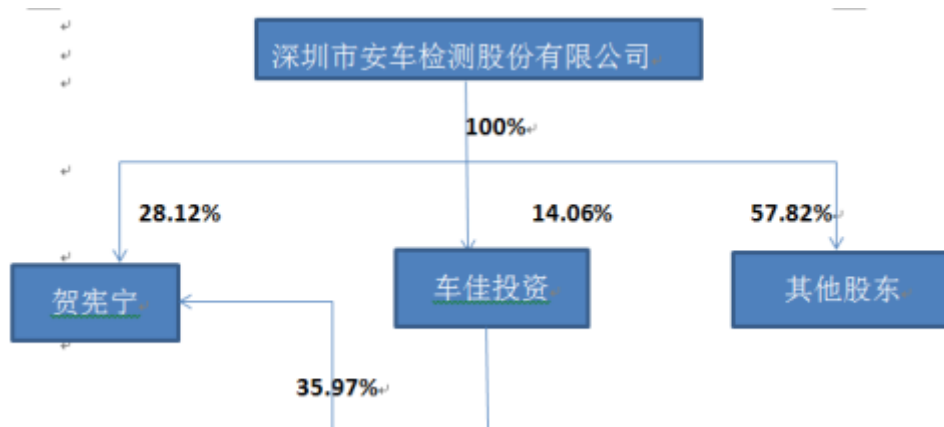 深圳市安车检测股份有限公司
100%
28.12%
14.06%
57.82%
贺宪宁
车佳投资
其他股东
35.97%